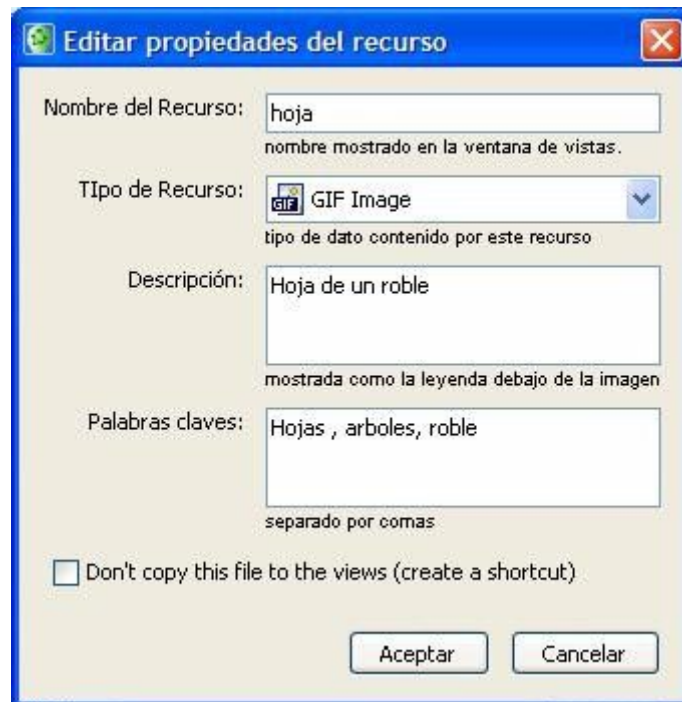 Editar propiedades del recurso
Nombre del Recurso: hoja
nombre mostrado en la ventana de vistas.
TIpo de Recurso: GIF GIF Image
tipo de dato contenido por este recurso
Descripción: Hoja de un roble
mostrada como la leyenda debajo de la imagen
Palabras claves: Hojas , arboles, roble
separado por comas
Don't copy this file to the views (create a shortcut)
Aceptar Cancelar